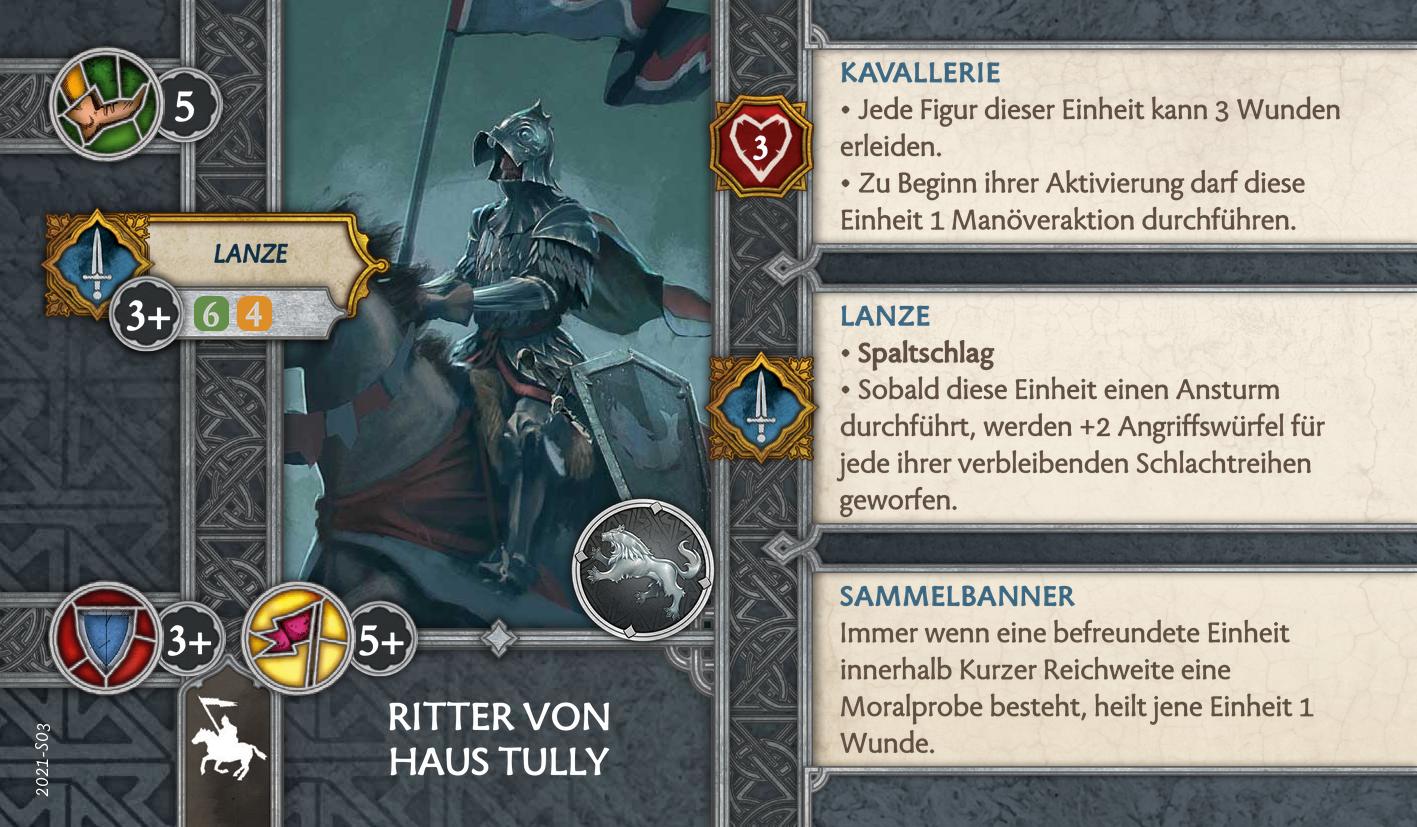 5
LANZE
3+ 6 4
3+ 5+
RITTER VON
HAUS TULLY
2021-S03
3
KAVALLERIE
• Jede Figur dieser Einheit kann 3 Wunden
erleiden.
• Zu Beginn ihrer Aktivierung darf diese
Einheit 1 Manöveraktion durchführen.
LANZE
• Spaltschlag
• Sobald diese Einheit einen Ansturm
durchführt, werden +2 Angriffswürfel für
jede ihrer verbleibenden Schlachtreihen
geworfen.
SAMMELBANNER
Immer wenn eine befreundete Einheit
innerhalb Kurzer Reichweite eine
Moralprobe besteht, heilt jene Einheit 1
Wunde.